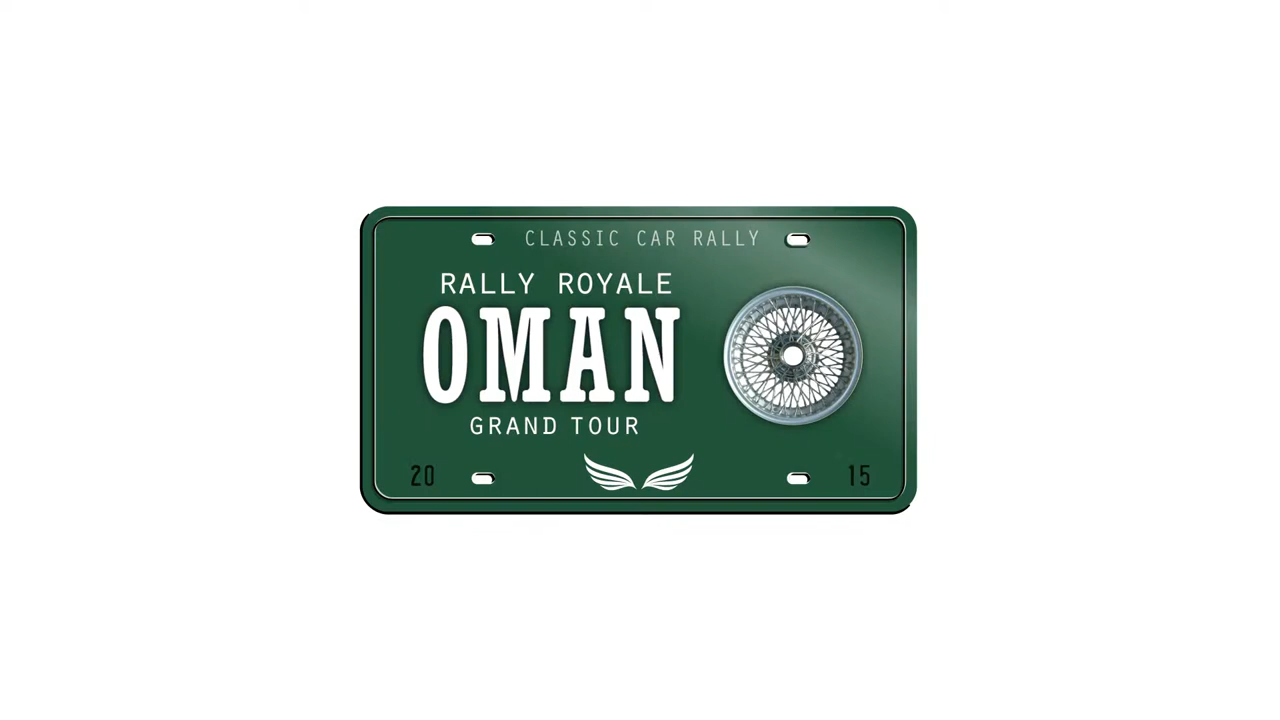 CLASSIC CAR RALLY
RALLY ROYALE
OMAN
GRAND TOUR
20 15